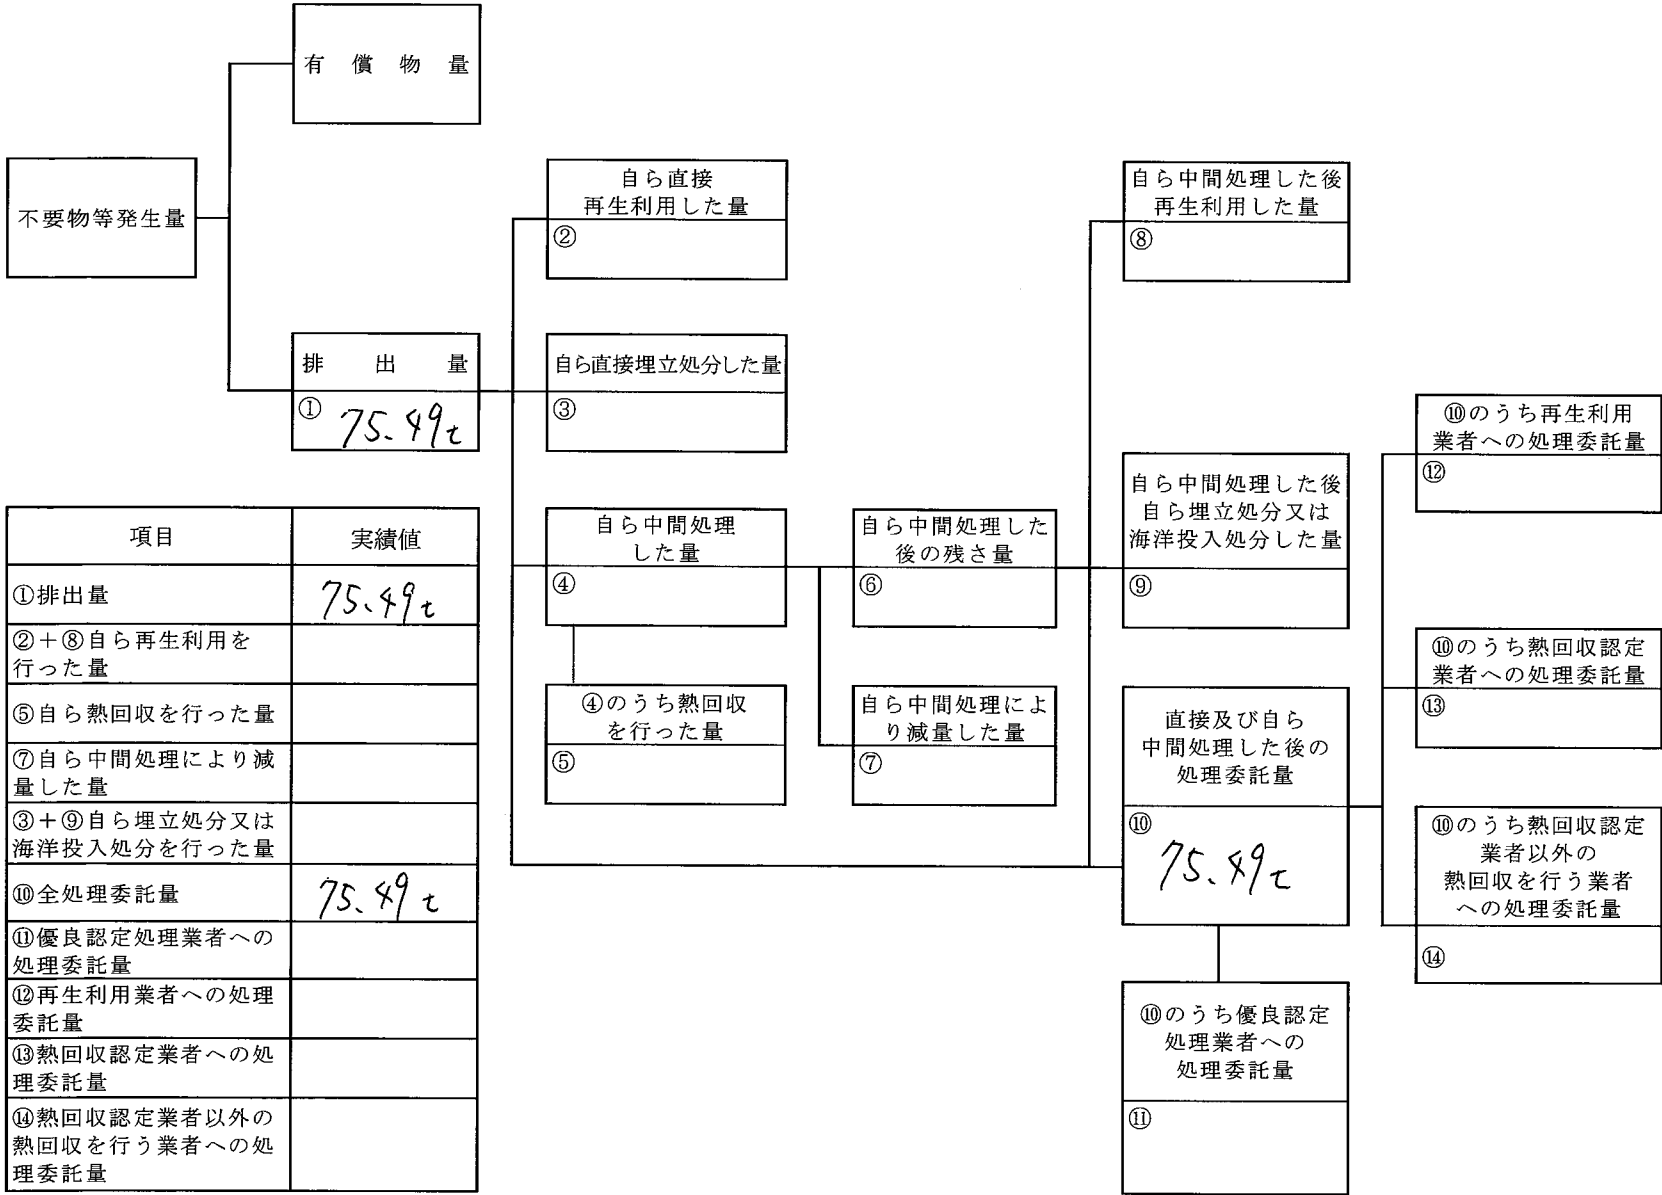 有償物量
不要物等発生量
排出量
① 75.49t
自ら直接
再生利用した量
②
自ら直接埋立処分した量
③
自ら中間処理
した量
④
④のうち熱回収
を行った量
⑤
自ら中間処理した
後の残さ量
⑥
自ら中間処理によ
り減量した量
⑦
自ら中間処理した後
再生利用した量
⑧
自ら中間処理した後
自ら埋立処分又は
海洋投入処分した量
⑨
直接及び自ら
中間処理した後の
処理委託量
⑩
75.49t
⑩のうち優良認定
処理業者への
処理委託量
⑪
⑩のうち再生利用
業者への処理委託量
⑫
⑩のうち熱回収認定
業者への処理委託量
⑬
⑩のうち熱回収認定
業者以外の
熱回収を行う業者
への処理委託量
⑭
項目 実績値
①排出量 75.49t
②+⑧自ら再生利用を
行った量
⑤自ら熱回収を行った量
⑦自ら中間処理により減
量した量
③+⑨自ら埋立処分又は
海洋投入処分を行った量
⑩全処理委託量 75.49t
⑪優良認定処理業者への
処理委託量
⑫再生利用業者への処理
委託量
⑬熱回収認定業者への処
理委託量
⑭熱回収認定業者以外の
熱回収を行う業者への処
理委託量